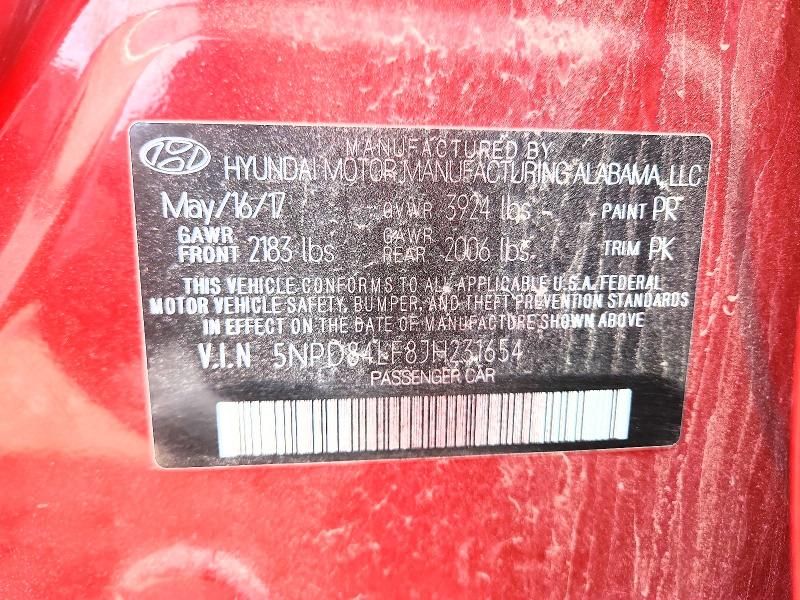 MANUFACTURED BY
HYUNDAI MOTOR MANUFACTURING ALABAMA, LLC
May/16/17 GVWR 3924 lbs PAINT PR
GAWR FRONT 2183 lbs GAWR REAR 2006 lbs TRIM PK
THIS VEHICLE CONFORMS TO ALL APPLICABLE U.S.A. FEDERAL
MOTOR VEHICLE SAFETY, BUMPER, AND THEFT PREVENTION STANDARDS
IN EFFECT ON THE DATE OF MANUFACTURE SHOWN ABOVE
V.I.N 5NPD84LF8JH231654
PASSENGER CAR